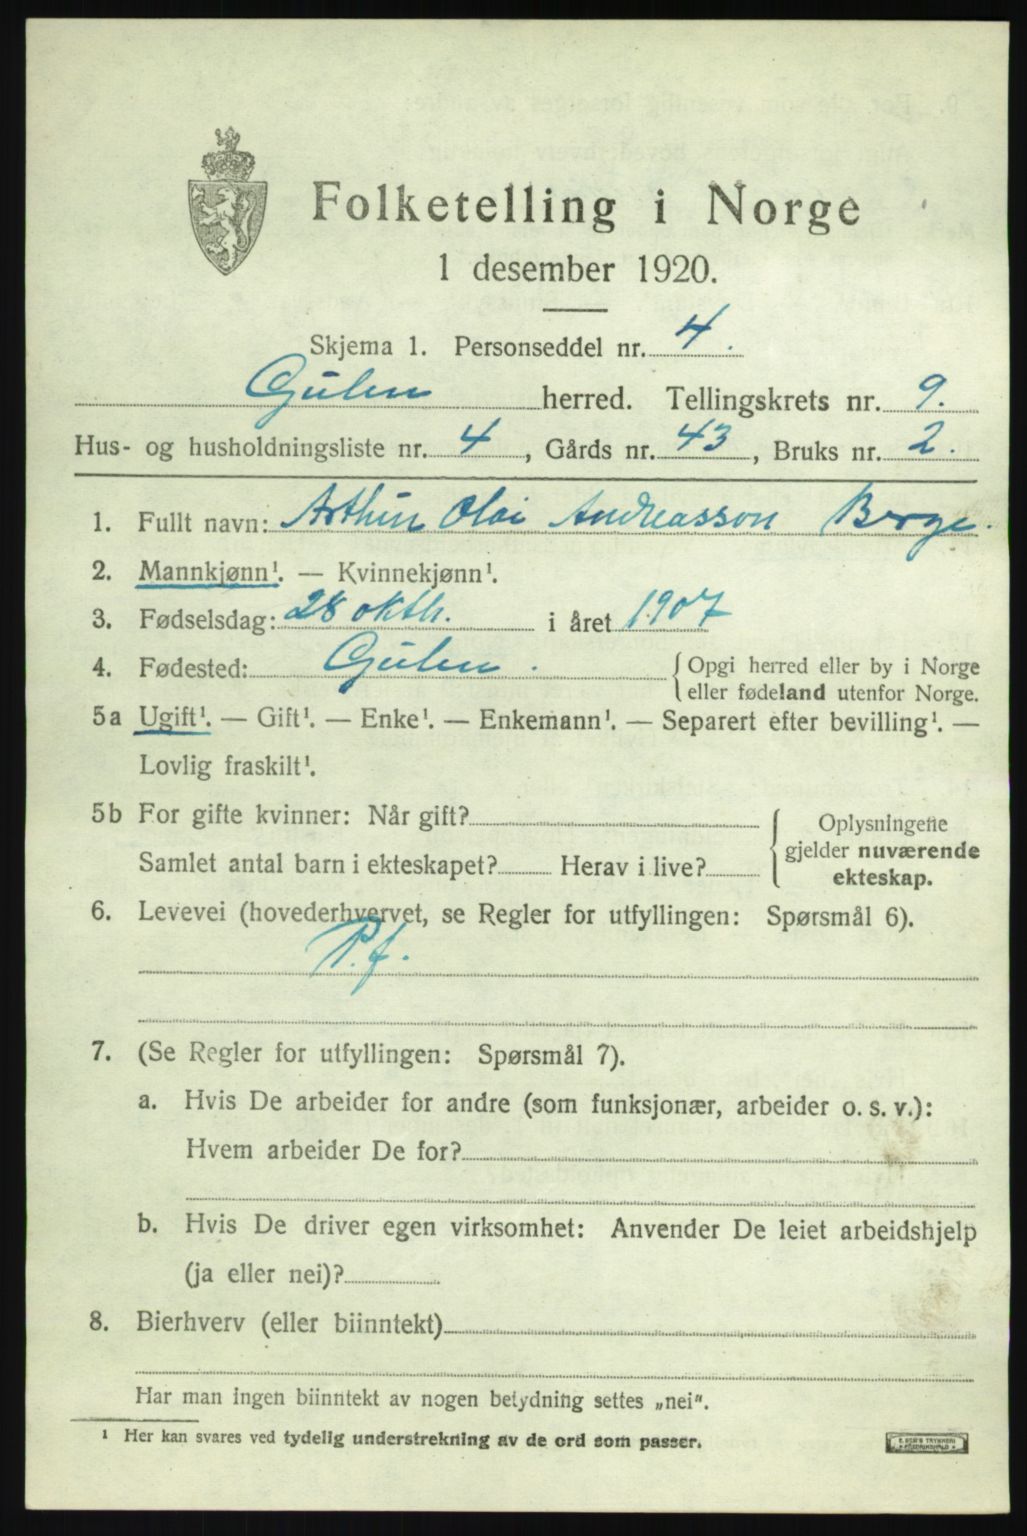 Folketelling i Norge
1 desember 1920.
Skjema 1. Personseddel nr. 4.
Gulen herred. Tellingskrets nr. 9.
Hus- og husholdningsliste nr. 4, Gårds nr. 43, Bruks nr. 2.
1. Fullt navn: Arthur Olai Andreasson Berge.
2. Mannkjønn¹. — Kvinnekjønn¹.
3. Fødselsdag: 28 oktb. i året 1907
4. Fødested: Gulen. Opgi herred eller by i Norge
eller fødeland utenfor Norge.
5a Ugift¹. — Gift¹. — Enke¹. — Enkemann¹. — Separert efter bevilling¹. —
Lovlig fraskilt¹.
5b For gifte kvinner: Når gift?
Samlet antal barn i ekteskapet? Herav i live?
Oplysningene
gjelder nuværende
ekteskap.
6. Levevei (hovederhvervet, se Regler for utfyllingen: Spørsmål 6).
P. f.
7. (Se Regler for utfyllingen: Spørsmål 7).
a. Hvis De arbeider for andre (som funksjonær, arbeider o. s. v.):
Hvem arbeider De for?
b. Hvis De driver egen virksomhet: Anvender De leiet arbeidshjelp
(ja eller nei)?
8. Bierhverv (eller biinntekt)
Har man ingen biinntekt av nogen betydning settes „nei".
¹ Her kan svares ved tydelig understrekning av de ord som passer.